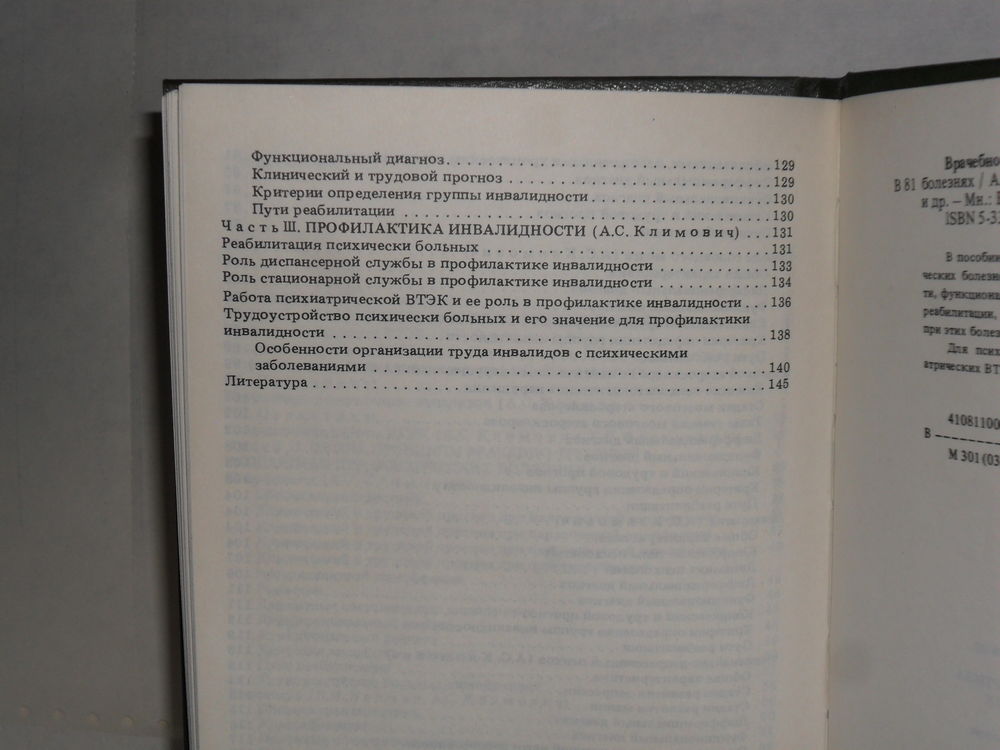 Функциональный диагноз. . . . . . . . . . . . . . . . . . . . . . . . . . . . . . . . 129
Клинический и трудовой прогноз . . . . . . . . . . . . . . . . . . . . . . . . . . 129
Критерии определения группы инвалидности. . . . . . . . . . . . . . . . . 130
Пути реабилитации . . . . . . . . . . . . . . . . . . . . . . . . . . . . . . . . . . . . 130
Часть III. ПРОФИЛАКТИКА ИНВАЛИДНОСТИ (А.С. Климович) . . . 131
Реабилитация психически больных . . . . . . . . . . . . . . . . . . . . . . . . . . . 131
Роль диспансерной службы в профилактике инвалидности . . . . . . . . . . . 133
Роль стационарной службы в профилактике инвалидности . . . . . . . . . . . 134
Работа психиатрической ВТЭК и ее роль в профилактике инвалидности . . . 136
Трудоустройство психически больных и его значение для профилактики
инвалидности . . . . . . . . . . . . . . . . . . . . . . . . . . . . . . . . . . . . . . . . . 138
Особенности организации труда инвалидов с психическими
заболеваниями . . . . . . . . . . . . . . . . . . . . . . . . . . . . . . . . . . . . . . . 140
Литература . . . . . . . . . . . . . . . . . . . . . . . . . . . . . . . . . . . . . . . . . . . 145
В 81 болезнях / А
и др. – Мн.:
ISBN 5-3
В пособи
ческих болезн
ти, функциона
реабилитации,
при этих болез
Для псих
атрических ВТ
41081100
В
М 301 (03